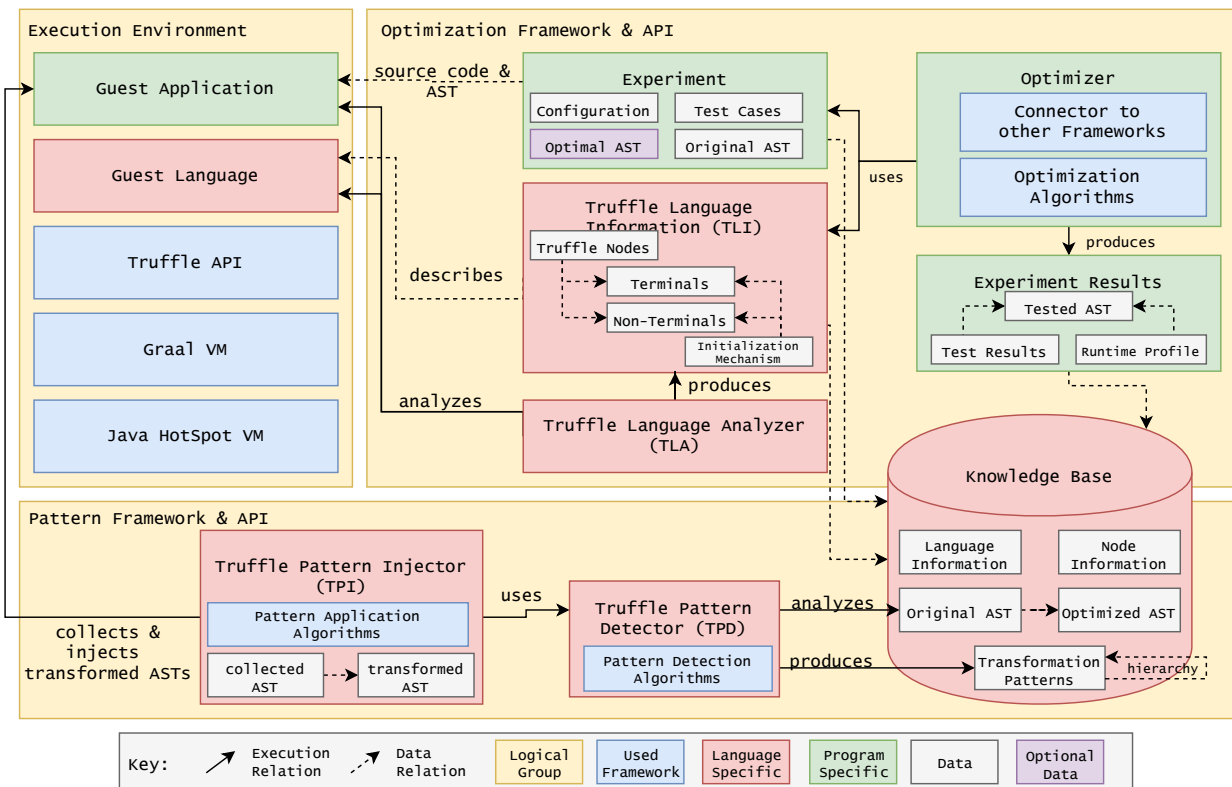 Execution Environment
Guest Application
Guest Language
Truffle API
Graal VM
Java HotSpot VM
Optimization Framework & API
source code &
AST
describes
analyzes
Experiment
Configuration
Test Cases
Optimal AST
Original AST
Truffle Language
Information (TLI)
Truffle Nodes
Terminals
Non-Terminals
Initialization
Mechanism
produces
Truffle Language Analyzer
(TLA)
uses
Optimizer
Connector to
other Frameworks
Optimization
Algorithms
produces
Experiment Results
Tested AST
Test Results
Runtime Profile
Knowledge Base
Language
Information
Node
Information
Original AST
Optimized AST
Transformation
Patterns
hierarchy
Pattern Framework & API
Truffle Pattern Injector
(TPI)
Pattern Application
Algorithms
collected
AST
transformed
AST
collects &
injects
transformed ASTs
uses
Truffle Pattern
Detector (TPD)
Pattern Detection
Algorithms
analyzes
produces
Key:
Execution
Relation
Data
Relation
Logical
Group
Used
Framework
Language
Specific
Program
Specific
Data
Optional
Data